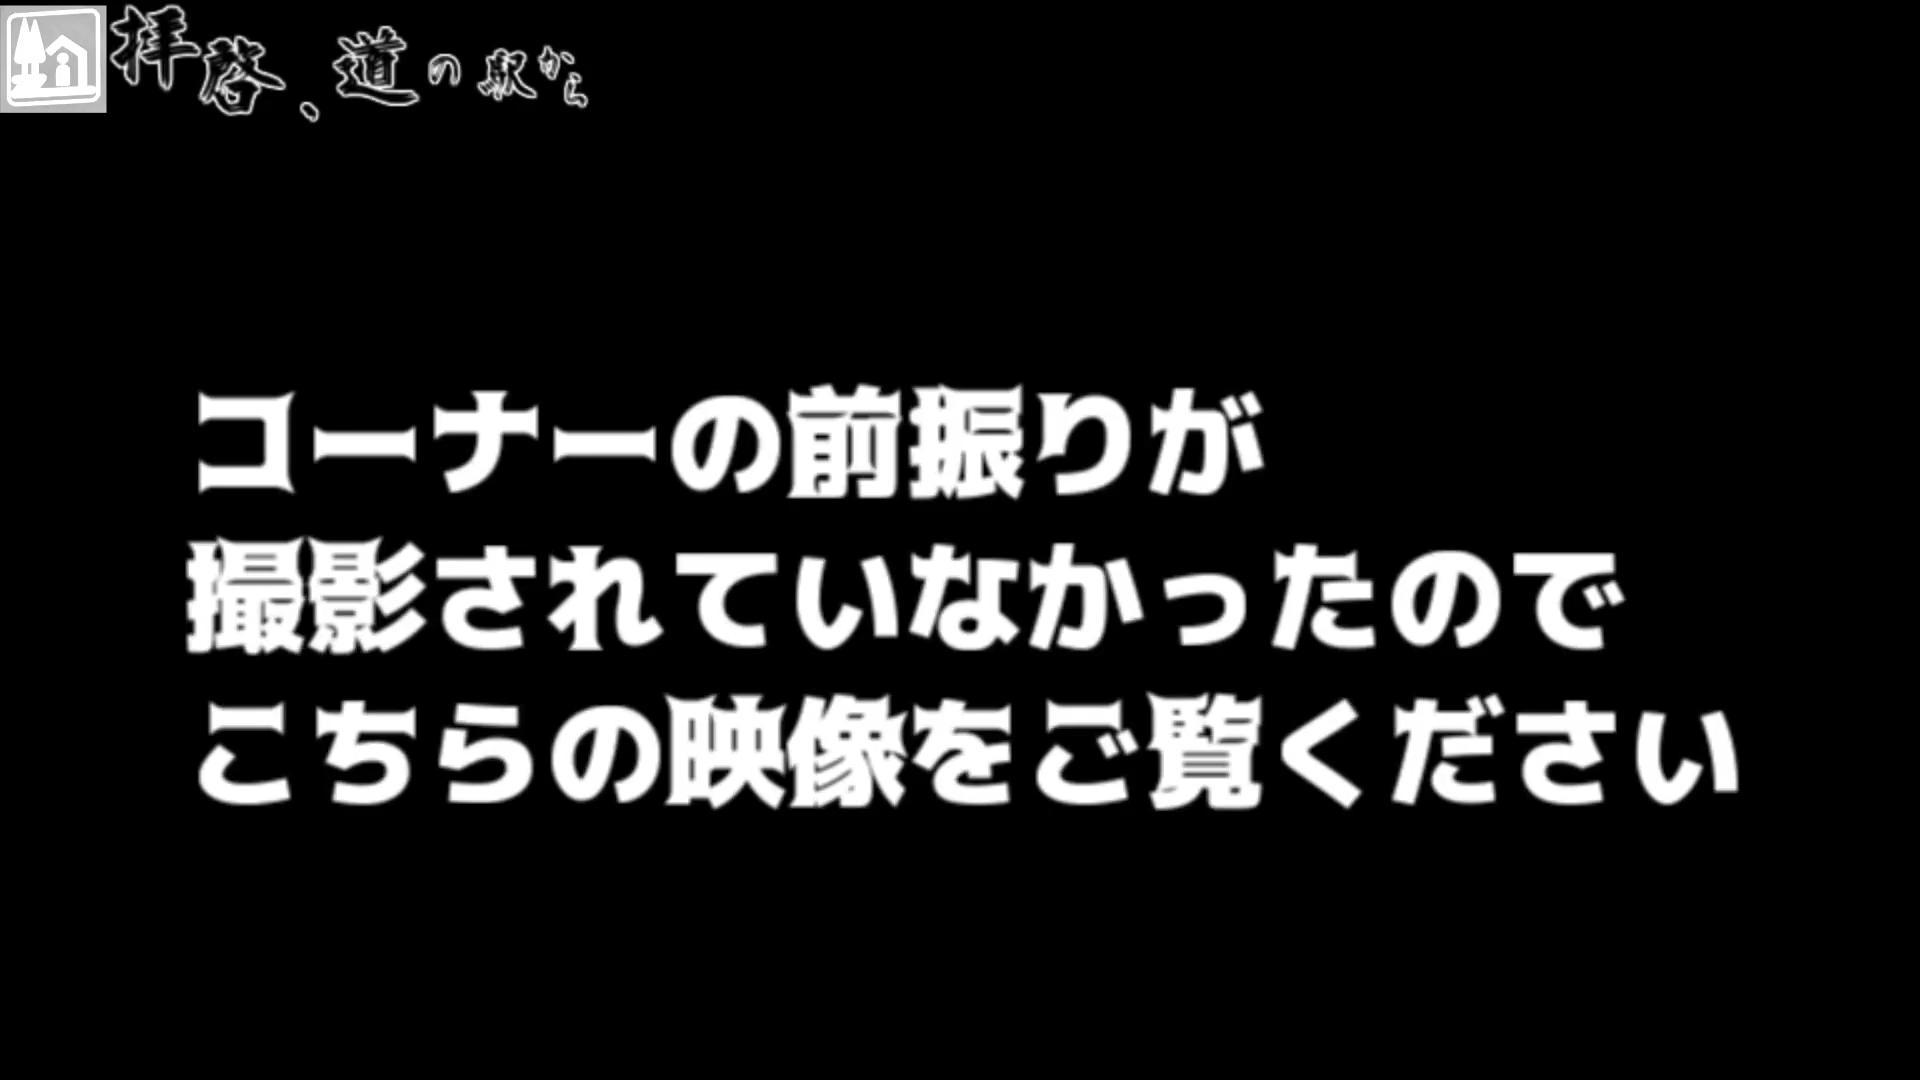 拝啓、道の駅から
コーナーの前振りが
撮影されていなかったので
こちらの映像をご覧ください